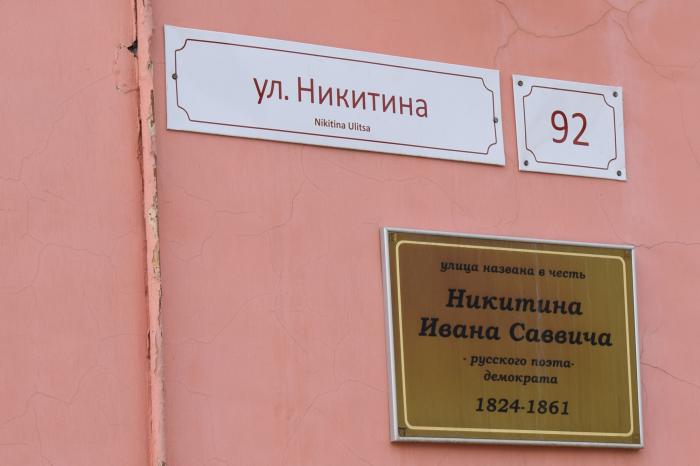 ул. Никитина
Nikitina Ulitsa
92
улица названа в честь
Никитина
Ивана Саввича
- русского поэта-
демократа
1824-1861